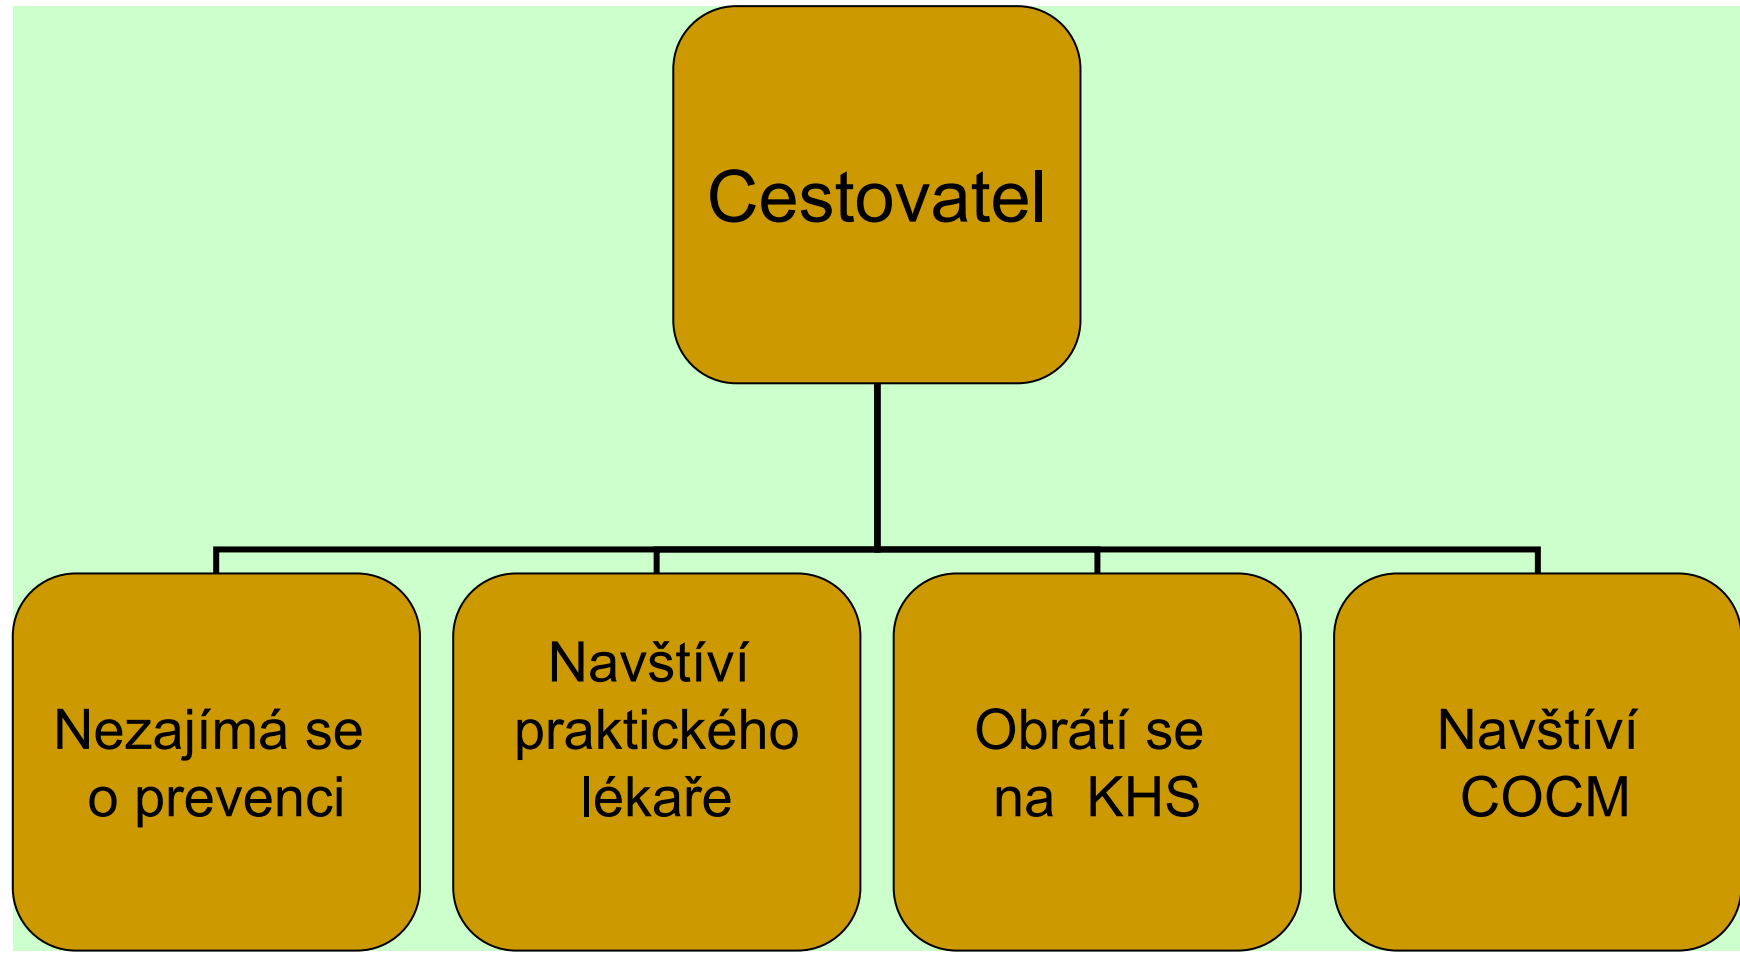 Cestovatel
Nezajímá se
o prevenci
Navštíví
praktického
lékaře
Obrátí se
na KHS
Navštíví
COCM